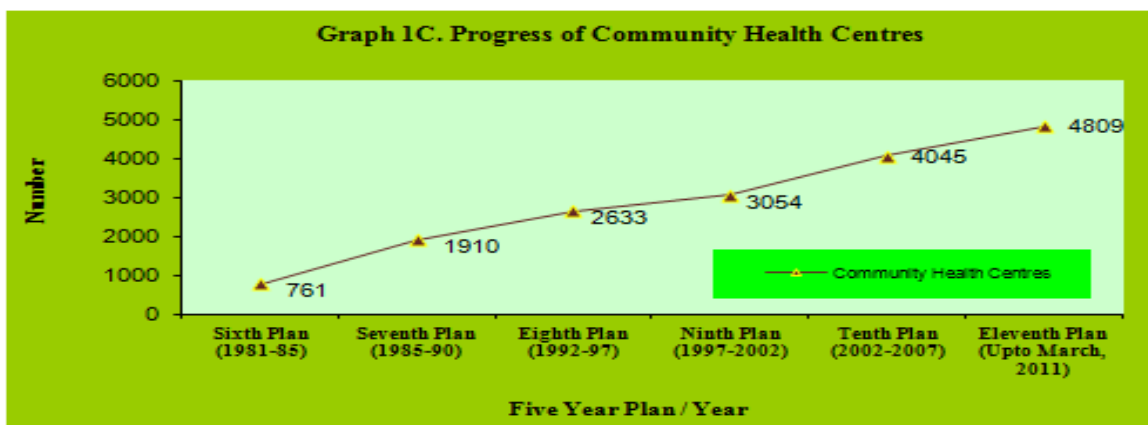 Graph 1C. Progress of Community Health Centres
6000
5000
4000
3000
2000
1000
0
Number
761
1910
2633
3054
4045
4809
Community Health Centres
Sixth Plan
(1981-85)
Seventh Plan
(1985-90)
Eighth Plan
(1992-97)
Ninth Plan
(1997-2002)
Tenth Plan
(2002-2007)
Eleventh Plan
(Upto March,
2011)
Five Year Plan / Year